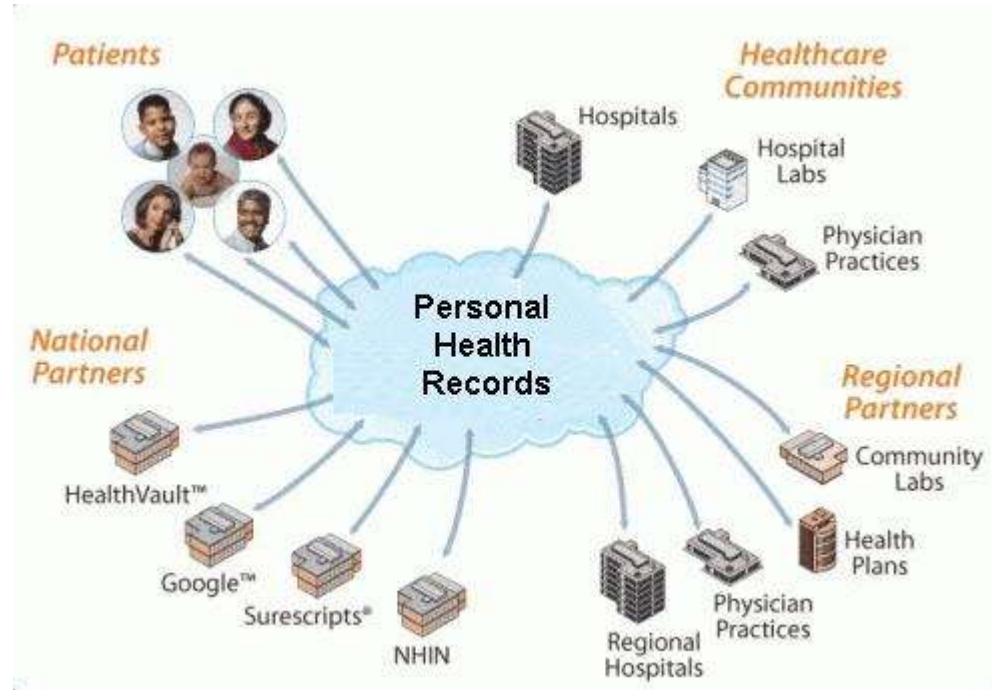 Patients
Healthcare
Communities
Hospitals
Hospital
Labs
Physician
Practices
Personal
Health
Records
National
Partners
Regional
Partners
HealthVault™
Google™
Surescripts®
NHIN
Community
Labs
Health
Plans
Physician
Practices
Regional
Hospitals